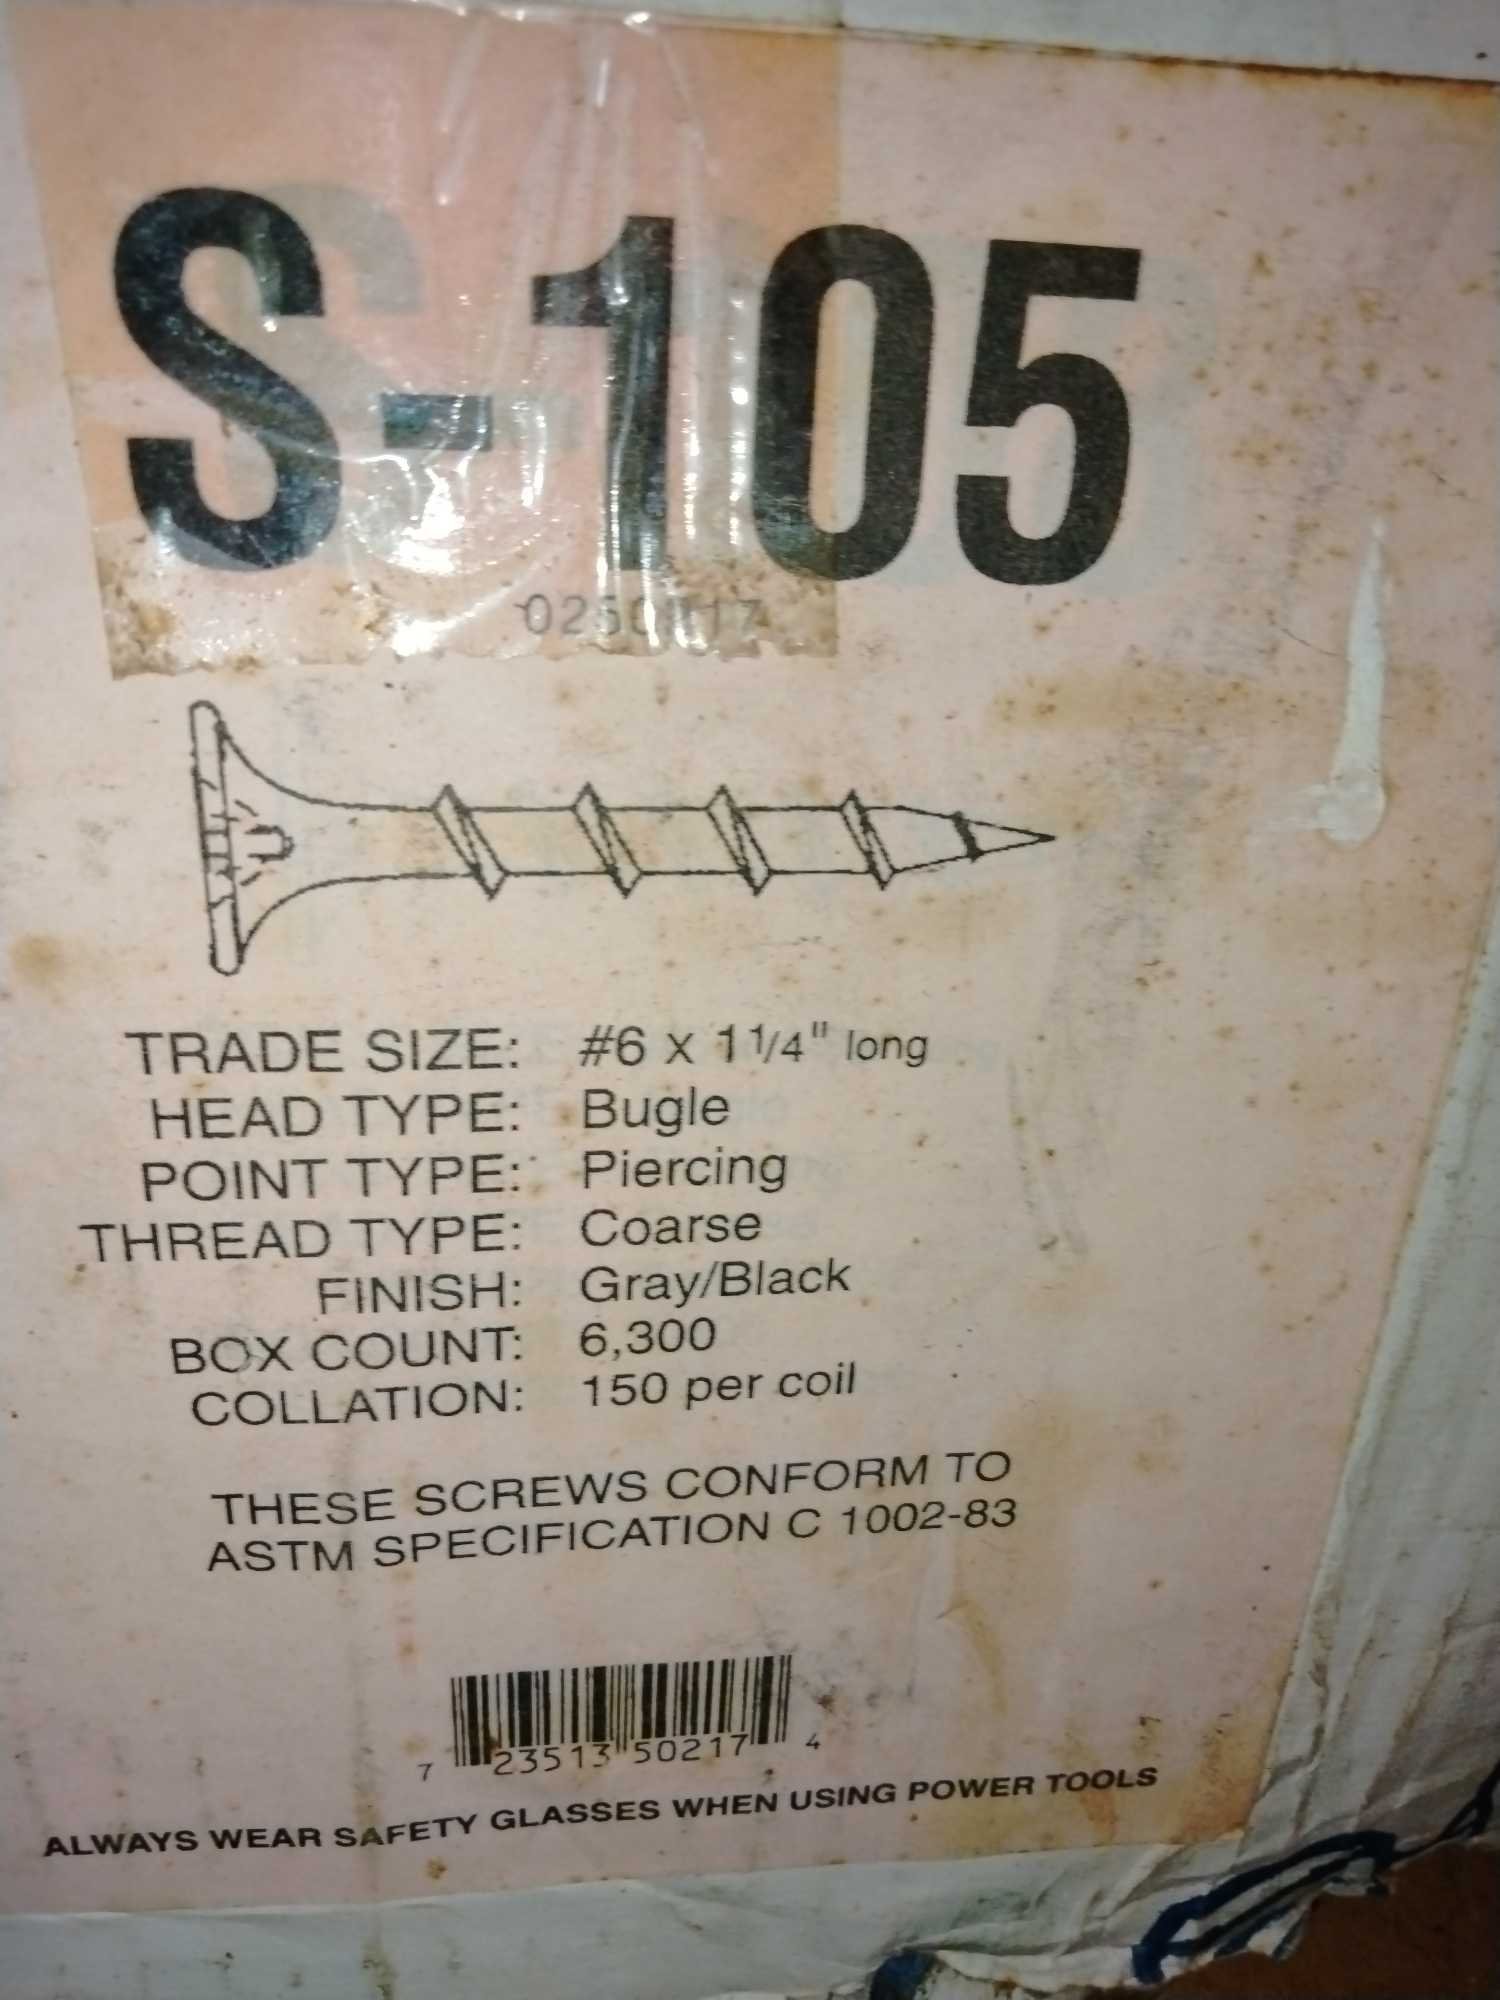 S-105
TRADE SIZE: #6 x 1 1/4" long
HEAD TYPE: Bugle
POINT TYPE: Piercing
THREAD TYPE: Coarse
FINISH: Gray/Black
BOX COUNT: 6,300
COLLATION: 150 per coil
THESE SCREWS CONFORM TO
ASTM SPECIFICATION C 1002-83
7 23513 50217 4
ALWAYS WEAR SAFETY GLASSES WHEN USING POWER TOOLS